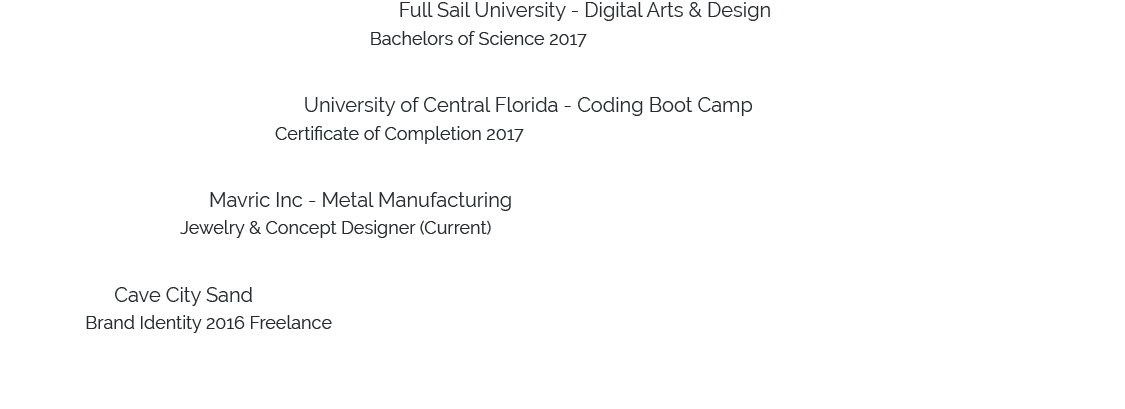 Full Sail University - Digital Arts & Design
Bachelors of Science 2017
University of Central Florida - Coding Boot Camp
Certificate of Completion 2017
Mavric Inc - Metal Manufacturing
Jewelry & Concept Designer (Current)
Cave City Sand
Brand Identity 2016 Freelance